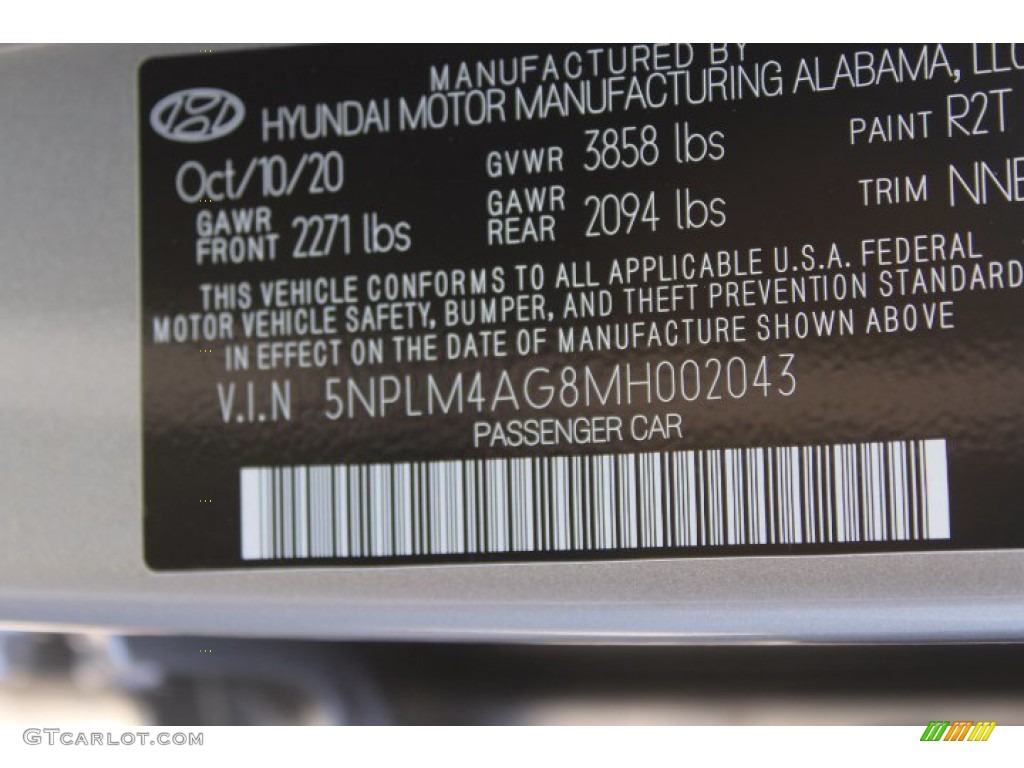 MANUFACTURED BY
HYUNDAI MOTOR MANUFACTURING ALABAMA, LLC
Oct/10/20 GVWR 3858 lbs PAINT R2T
GAWR FRONT 2271 lbs GAWR REAR 2094 lbs TRIM NNB
THIS VEHICLE CONFORMS TO ALL APPLICABLE U.S.A. FEDERAL
MOTOR VEHICLE SAFETY, BUMPER, AND THEFT PREVENTION STANDARD
IN EFFECT ON THE DATE OF MANUFACTURE SHOWN ABOVE
V.I.N 5NPLM4AG8MH002043
PASSENGER CAR
GTCARLOT.COM